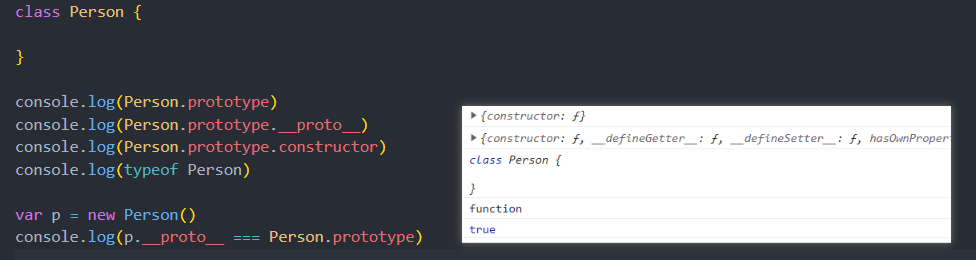 class Person {
}
console.log(Person.prototype)
console.log(Person.prototype.__proto__)
console.log(Person.prototype.constructor)
console.log(typeof Person)
var p = new Person()
console.log(p.__proto__ === Person.prototype)
▶{constructor: ƒ}
▶{constructor: ƒ, __defineGetter__: ƒ, __defineSetter__: ƒ, hasOwnProper
class Person {
}
function
true